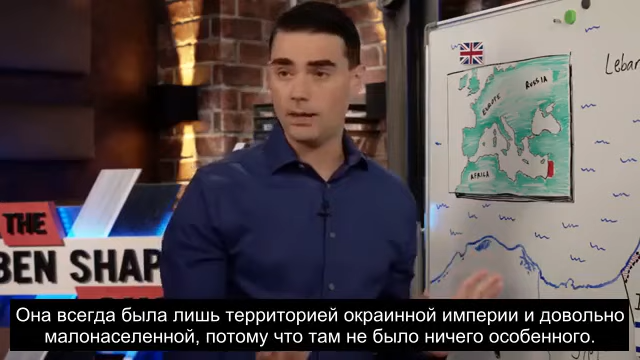 Lebar
RUSSIA
EUROPE
AFRICA
THE
BEN SHAP
Она всегда была лишь территорией окраинной империи и довольно
малонаселенной, потому что там не было ничего особенного.